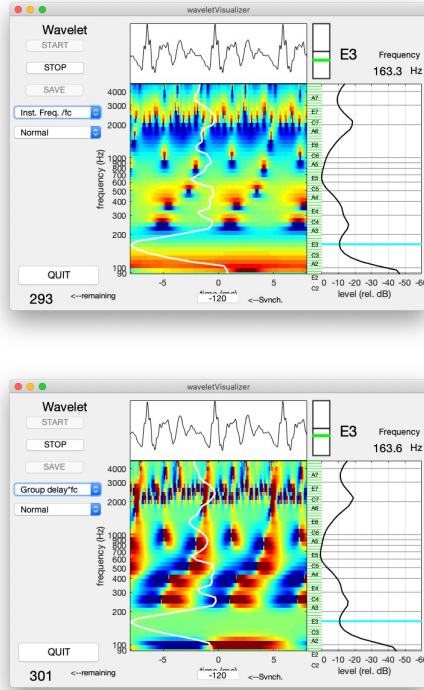 waveletVisualizer
Wavelet
START
STOP
SAVE
Inst. Freq. /fc
Normal
QUIT
293 <--remaining
frequency (Hz)
4000
3000
2000
1000
900
800
700
600
500
400
300
200
100
90
-5 0 5
-120 <--Synch.
E3
Frequency
163.3 Hz
A7
E7
C7
A6
E6
C6
A5
E5
C5
A4
E4
C4
A3
E3
C3
A2
E2
C2
0 -10 -20 -30 -40 -50 -60
level (rel. dB)
waveletVisualizer
Wavelet
START
STOP
SAVE
Group delay*fc
Normal
QUIT
301 <--remaining
frequency (Hz)
4000
3000
2000
1000
900
800
700
600
500
400
300
200
100
90
-5 0 5
-120 <--Synch.
E3
Frequency
163.6 Hz
A7
E7
C7
A6
E6
C6
A5
E5
C5
A4
E4
C4
A3
E3
C3
A2
E2
C2
0 -10 -20 -30 -40 -50 -60
level (rel. dB)